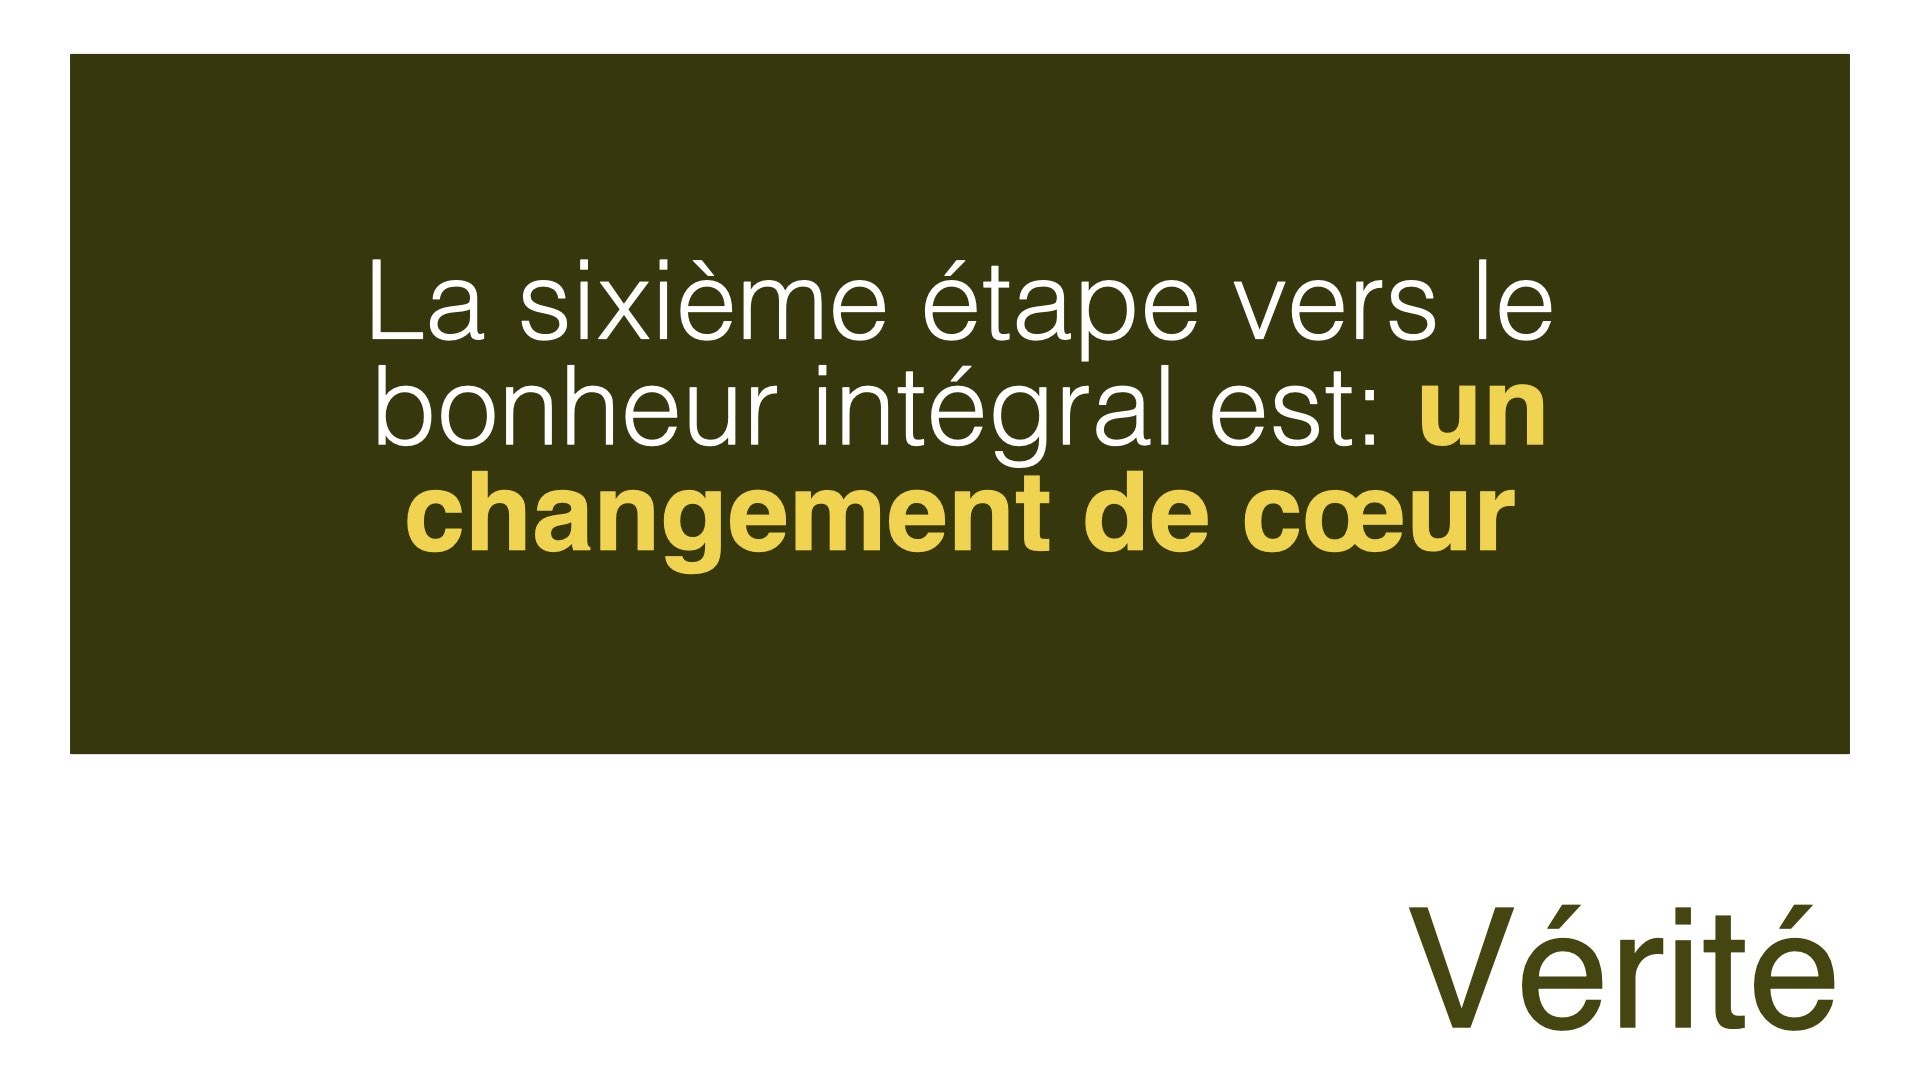 La sixième étape vers le
bonheur intégral est: un
changement de cœur
Vérité